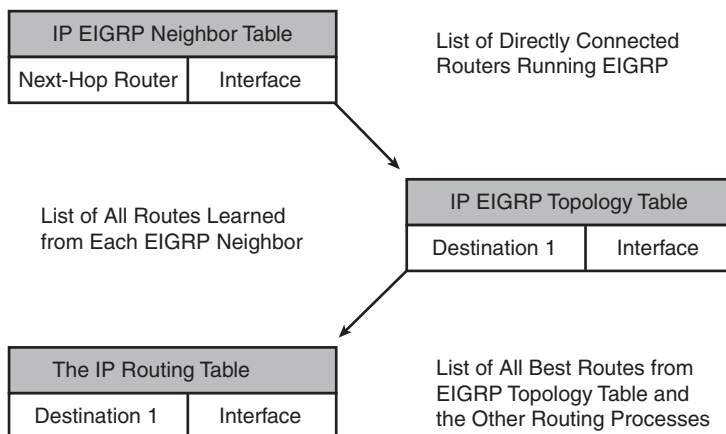 IP EIGRP Neighbor Table
Next-Hop Router
Interface
List of Directly Connected
Routers Running EIGRP
List of All Routes Learned
from Each EIGRP Neighbor
IP EIGRP Topology Table
Destination 1
Interface
The IP Routing Table
Destination 1
Interface
List of All Best Routes from
EIGRP Topology Table and
the Other Routing Processes